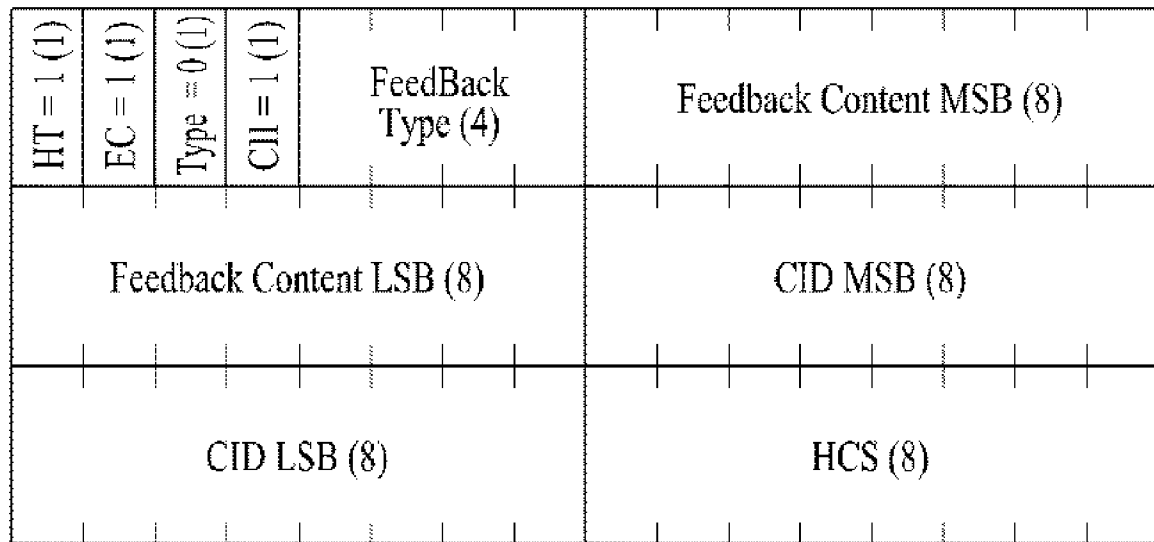 HT = 1 (1)
EC = 1 (1)
Type = 0 (1)
CII = 1 (1)
FeedBack
Type (4)
Feedback Content MSB (8)
Feedback Content LSB (8)
CID MSB (8)
CID LSB (8)
HCS (8)